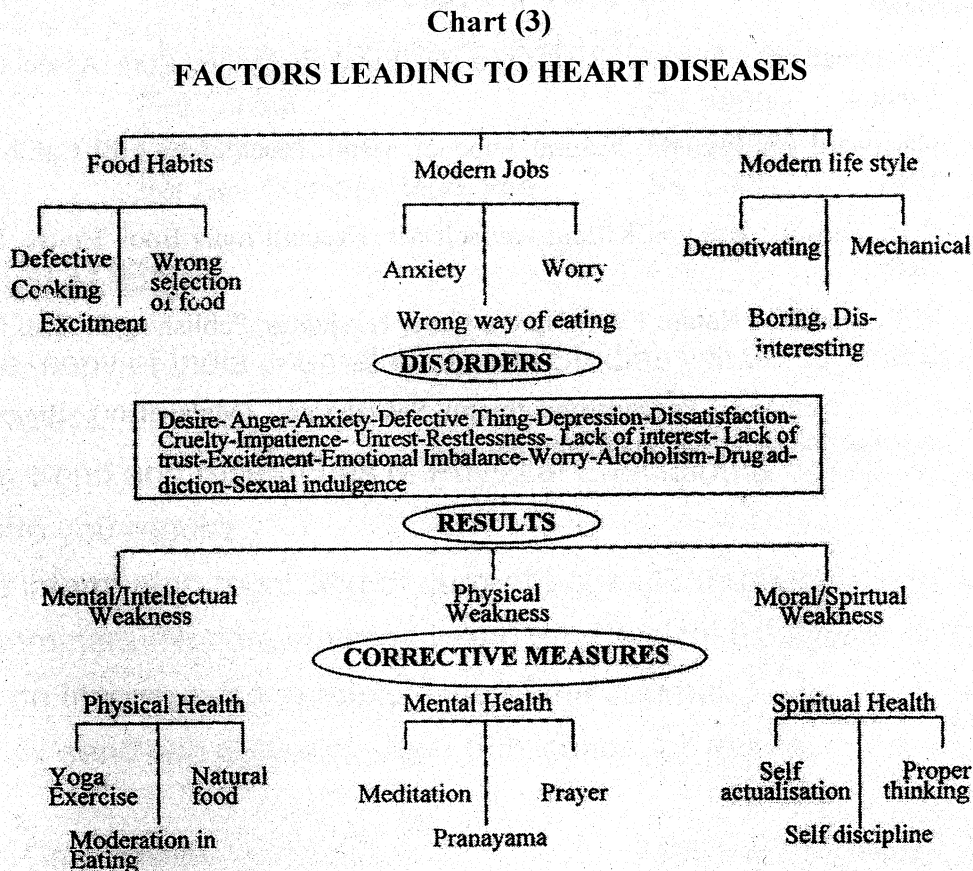 Chart (3)
FACTORS LEADING TO HEART DISEASES
Food Habits
Modern Jobs
Modern life style
Defective
Cooking
Wrong
selection
of food
Excitment
Anxiety
Worry
Wrong way of eating
Demotivating
Mechanical
Boring, Dis-
interesting
DISORDERS
Desire- Anger-Anxiety-Defective Thing-Depression-Dissatisfaction-
Cruelty-Impatience- Unrest-Restlessness- Lack of interest- Lack of
trust-Excitement-Emotional Imbalance-Worry-Alcoholism-Drug ad-
diction-Sexual indulgence
RESULTS
Mental/Intellectual
Weakness
Physical
Weakness
Moral/Spirtual
Weakness
CORRECTIVE MEASURES
Physical Health
Mental Health
Spiritual Health
Yoga
Exercise
Natural
food
Moderation in
Eating
Meditation
Prayer
Pranayama
Self
actualisation
Proper
thinking
Self discipline